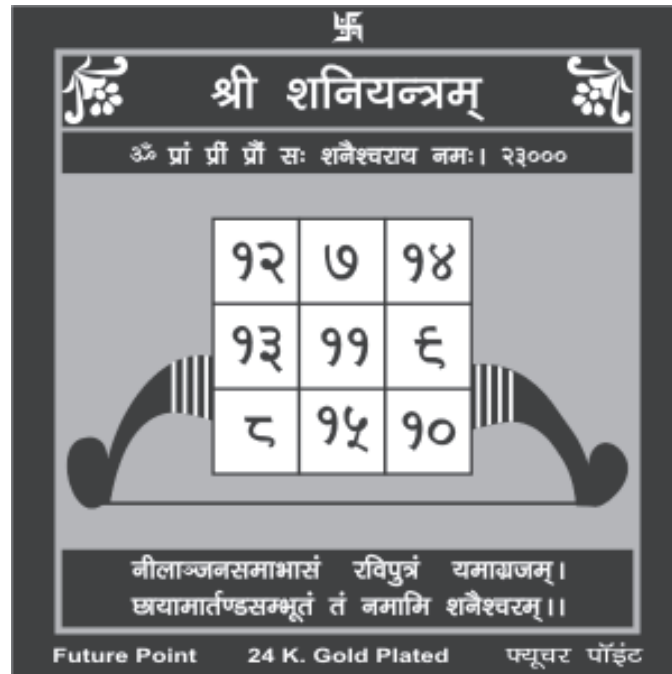 श्री शनियन्त्रम्
ॐ प्रां प्रीं प्रौं सः शनैश्चराय नमः। २३०००
१२ ७ १४
१३ ११ ९
८ १५ १०
नीलाञ्जनसमाभासं रविपुत्रं यमाग्रजम्।
छायामार्तण्डसम्भूतं तं नमामि शनैश्चरम्।।
Future Point 24 K. Gold Plated फ्यूचर पॉइंट